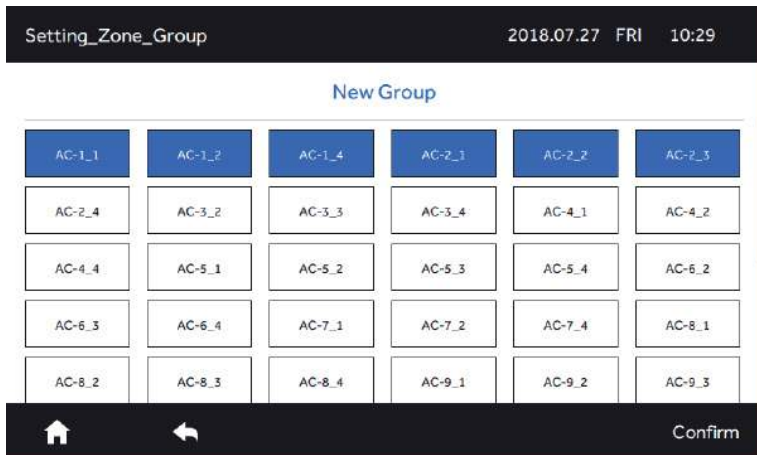 Setting_Zone_Group 2018.07.27 FRI 10:29
New Group
AC-1_1 AC-1_2 AC-1_4 AC-2_1 AC-2_2 AC-2_3
AC-2_4 AC-3_2 AC-3_3 AC-3_4 AC-4_1 AC-4_2
AC-4_4 AC-5_1 AC-5_2 AC-5_3 AC-5_4 AC-6_2
AC-6_3 AC-6_4 AC-7_1 AC-7_2 AC-7_4 AC-8_1
AC-8_2 AC-8_3 AC-8_4 AC-9_1 AC-9_2 AC-9_3
Confirm